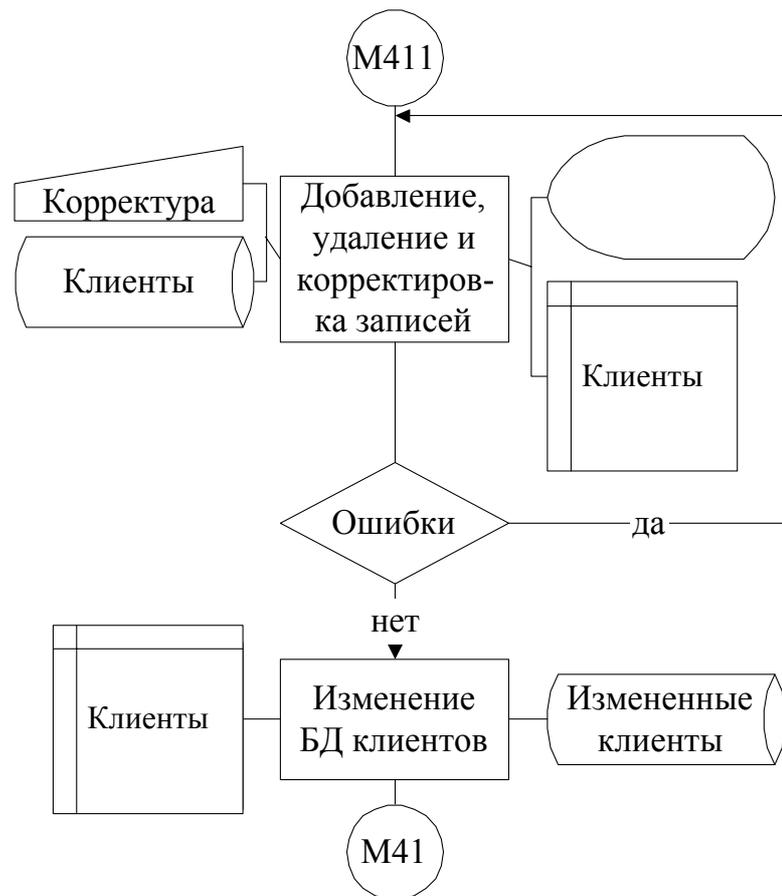 М411
Корректура
Клиенты
Добавление,
удаление и
корректиров-
ка записей
Клиенты
Ошибки
да
нет
Клиенты
Изменение
БД клиентов
Измененные
клиенты
М41